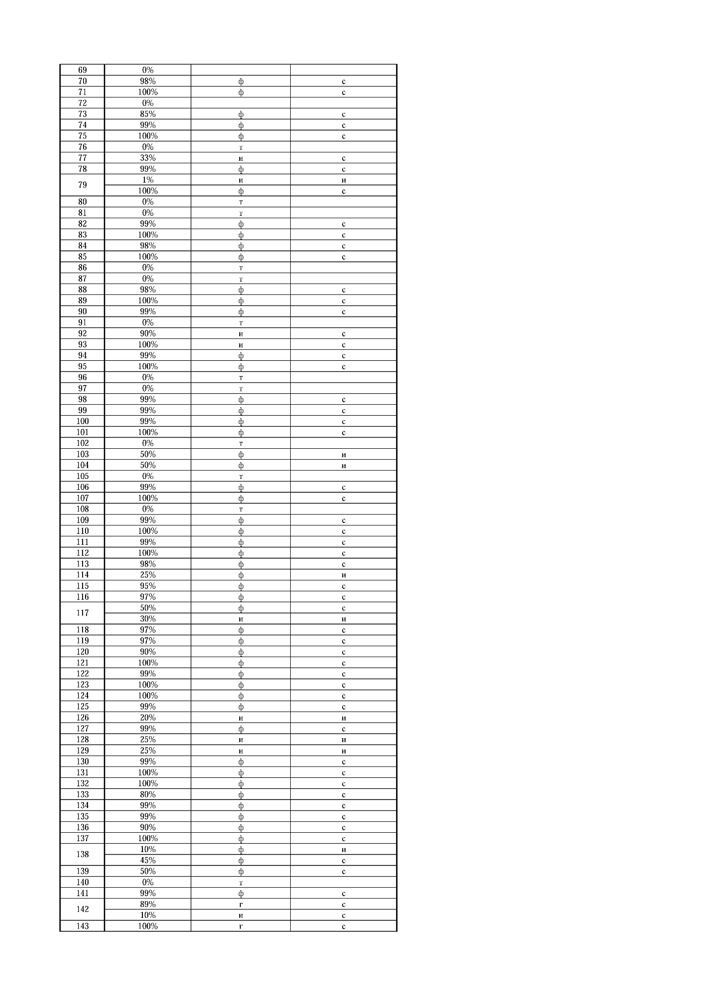 69 0%
70 98% ф с
71 100% ф с
72 0%
73 85% ф с
74 99% ф с
75 100% ф с
76 0% т
77 33% и с
78 99% ф с
79 1% и и
100% ф с
80 0% т
81 0% т
82 99% ф с
83 100% ф с
84 98% ф с
85 100% ф с
86 0% т
87 0% т
88 98% ф с
89 100% ф с
90 99% ф с
91 0% т
92 90% и с
93 100% и с
94 99% ф с
95 100% ф с
96 0% т
97 0% т
98 99% ф с
99 99% ф с
100 99% ф с
101 100% ф с
102 0% т
103 50% ф и
104 50% ф и
105 0% т
106 99% ф с
107 100% ф с
108 0% т
109 99% ф с
110 100% ф с
111 99% ф с
112 100% ф с
113 98% ф с
114 25% ф и
115 95% ф с
116 97% ф с
117 50% ф с
30% и и
118 97% ф с
119 97% ф с
120 90% ф с
121 100% ф с
122 99% ф с
123 100% ф с
124 100% ф с
125 99% ф с
126 20% и и
127 99% ф с
128 25% и и
129 25% и и
130 99% ф с
131 100% ф с
132 100% ф с
133 80% ф с
134 99% ф с
135 99% ф с
136 90% ф с
137 100% ф с
138 10% ф и
45% ф с
139 50% ф с
140 0% т
141 99% ф с
142 89% г с
10% и с
143 100% г с